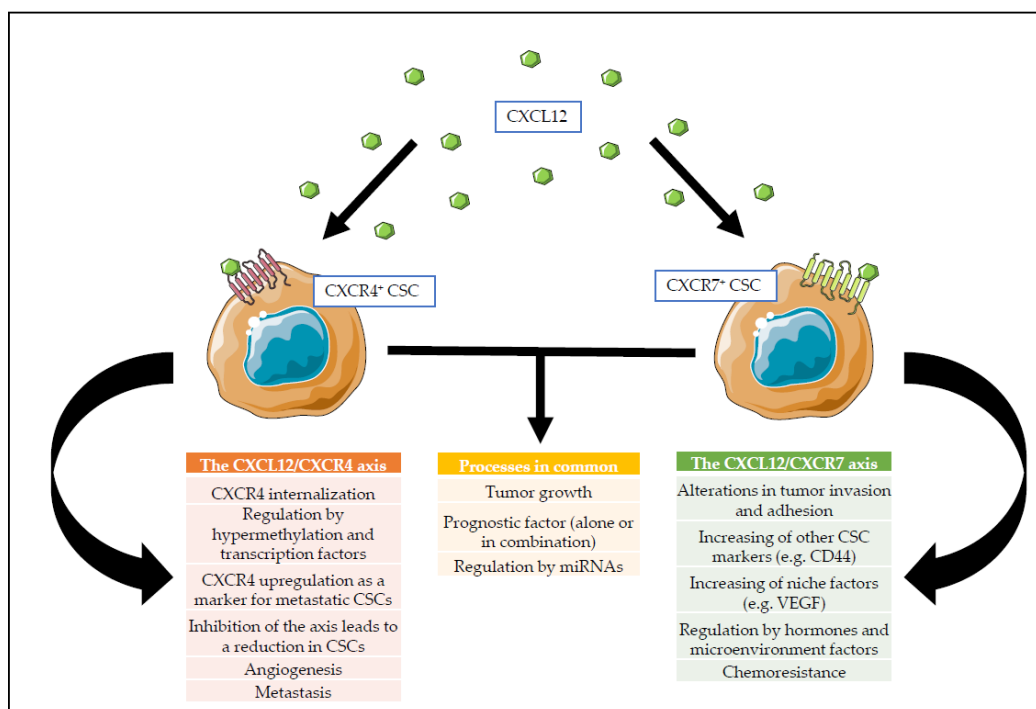 CXCL12
CXCR4⁺ CSC
CXCR7⁺ CSC
The CXCL12/CXCR4 axis
CXCR4 internalization
Regulation by
hypermethylation and
transcription factors
CXCR4 upregulation as a
marker for metastatic CSCs
Inhibition of the axis leads to
a reduction in CSCs
Angiogenesis
Metastasis
Processes in common
Tumor growth
Prognostic factor (alone or
in combination)
Regulation by miRNAs
The CXCL12/CXCR7 axis
Alterations in tumor invasion
and adhesion
Increasing of other CSC
markers (e.g. CD44)
Increasing of niche factors
(e.g. VEGF)
Regulation by hormones and
microenvironment factors
Chemoresistance